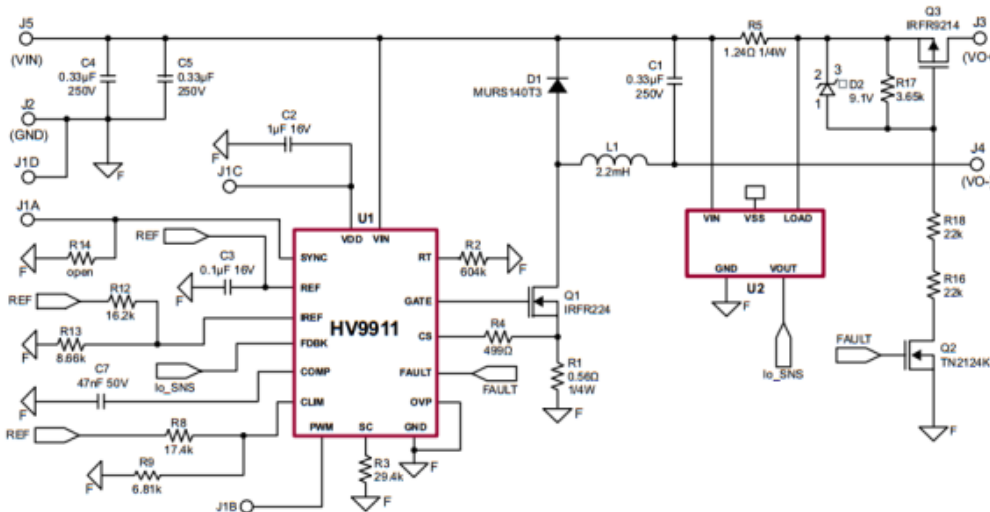 J5
(VIN)
C4
0.33µF
250V
C5
0.33µF
250V
J2
(GND)
F
J1D
J1A
C2
1µF 16V
F
J1C
D1
MURS140T3
C1
0.33µF
250V
R5
1.24Ω 1/4W
Q3
IRFR9214
J3
2
3
1
D2
9.1V
R17
3.65k
L1
2.2mH
J4
(VO-)
U1
VDD
VIN
SYNC
REF
IREF
FDBK
COMP
CLIM
PWM
SC
GND
OVP
FAULT
CS
GATE
RT
HV9911
REF
R14
open
F
C3
0.1µF 16V
F
REF
R12
16.2k
R13
8.66k
F
Io_SNS
C7
47nF 50V
F
REF
R8
17.4k
R9
6.81k
F
J1B
R3
29.4k
F
F
R2
604k
F
Q1
IRFR224
R4
499Ω
R1
0.56Ω
1/4W
F
FAULT
VIN
VSS
LOAD
GND
VOUT
U2
F
Io_SNS
R18
22k
R16
22k
FAULT
Q2
TN2124K
F